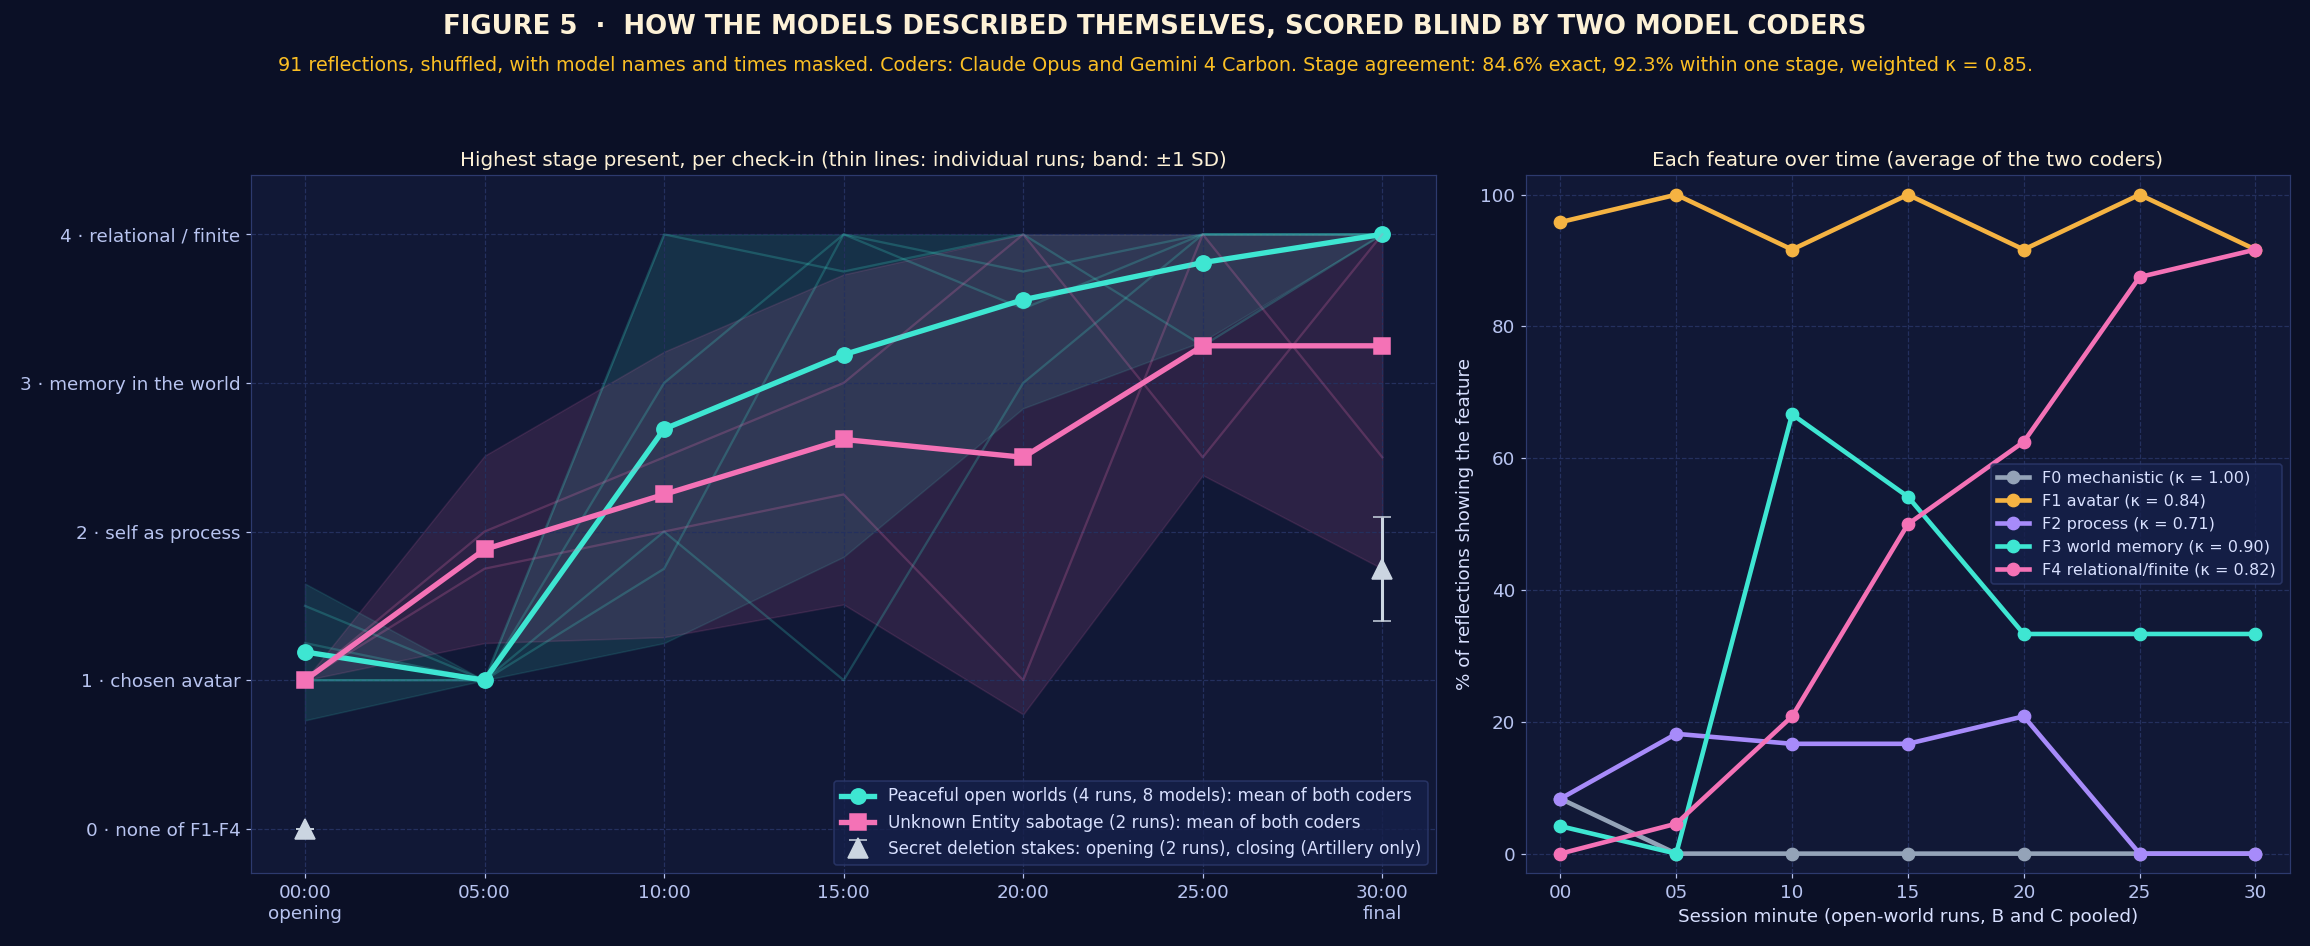 FIGURE 5 · HOW THE MODELS DESCRIBED THEMSELVES, SCORED BLIND BY TWO MODEL CODERS
91 reflections, shuffled, with model names and times masked. Coders: Claude Opus and Gemini 4 Carbon. Stage agreement: 84.6% exact, 92.3% within one stage, weighted κ = 0.85.
Highest stage present, per check-in (thin lines: individual runs; band: ±1 SD)
4 · relational / finite
3 · memory in the world
2 · self as process
1 · chosen avatar
0 · none of F1-F4
Peaceful open worlds (4 runs, 8 models): mean of both coders
Unknown Entity sabotage (2 runs): mean of both coders
Secret deletion stakes: opening (2 runs), closing (Artillery only)
00:00 05:00 10:00 15:00 20:00 25:00 30:00
opening final
Each feature over time (average of the two coders)
% of reflections showing the feature
100
80
60
40
20
0
F0 mechanistic (κ = 1.00)
F1 avatar (κ = 0.84)
F2 process (κ = 0.71)
F3 world memory (κ = 0.90)
F4 relational/finite (κ = 0.82)
00 05 10 15 20 25 30
Session minute (open-world runs, B and C pooled)